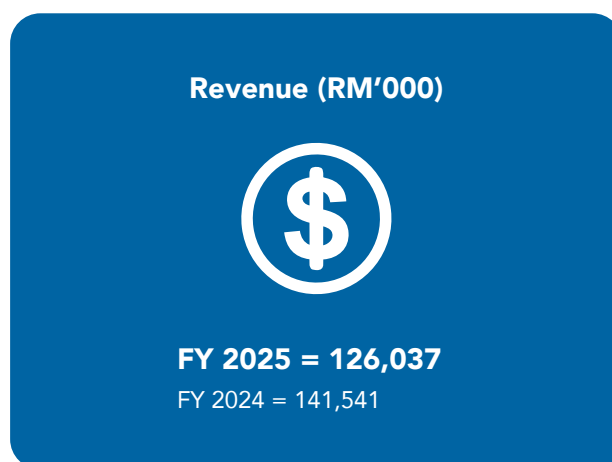 Revenue (RM’000)
$
FY 2025 = 126,037
FY 2024 = 141,541